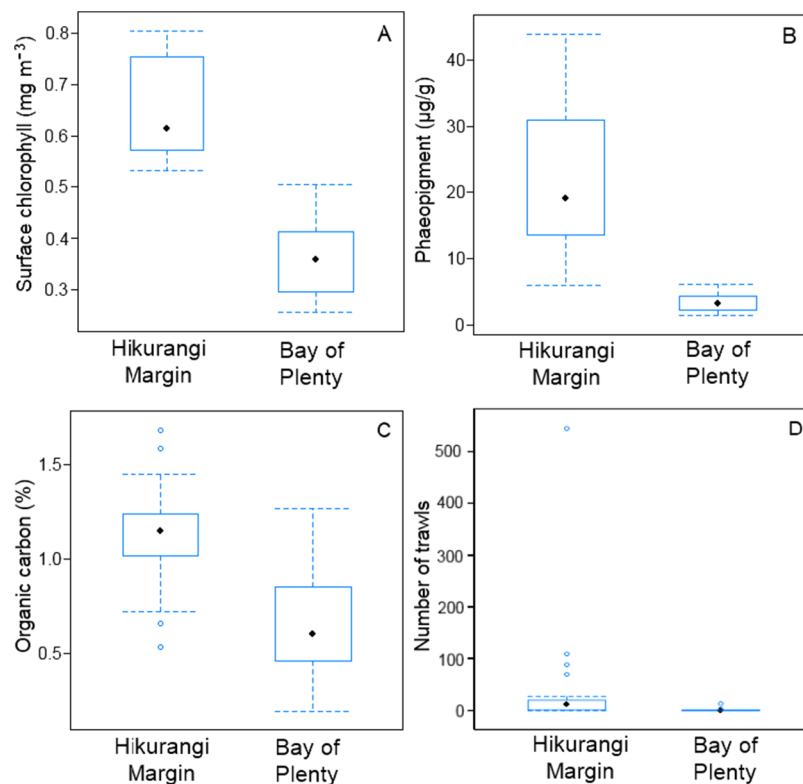 A
Surface chlorophyll (mg m⁻³)
0.8
0.7
0.6
0.5
0.4
0.3
Hikurangi
Margin
Bay of
Plenty
B
Phaeopigment (µg/g)
40
30
20
10
0
Hikurangi
Margin
Bay of
Plenty
C
Organic carbon (%)
1.5
1.0
0.5
Hikurangi
Margin
Bay of
Plenty
D
Number of trawls
500
400
300
200
100
0
Hikurangi
Margin
Bay of
Plenty